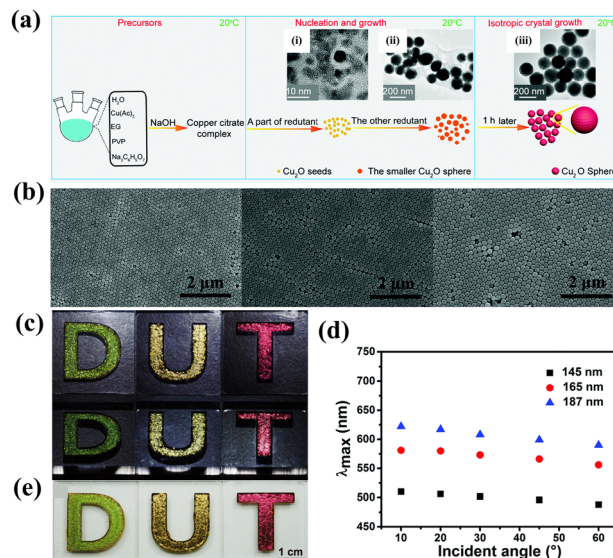 (a)
Precursors 20°C
Nucleation and growth 20°C
Isotropic crystal growth 20°C
(i)
(ii)
(iii)
10 nm
200 nm
200 nm
H₂O
Cu(Ac)₂
EG
PVP
Na₃C₆H₅O₇
NaOH
Copper citrate
complex
A part of redutant
The other redutant
1 h later
Cu₂O seeds
The smaller Cu₂O sphere
Cu₂O Sphere
(b)
2 μm
2 μm
2 μm
(c)
D U T
D U T
(e)
D U T
1 cm
(d)
λmax (nm)
750
700
650
600
550
500
450
145 nm
165 nm
187 nm
10 20 30 40 50 60
Incident angle (°)